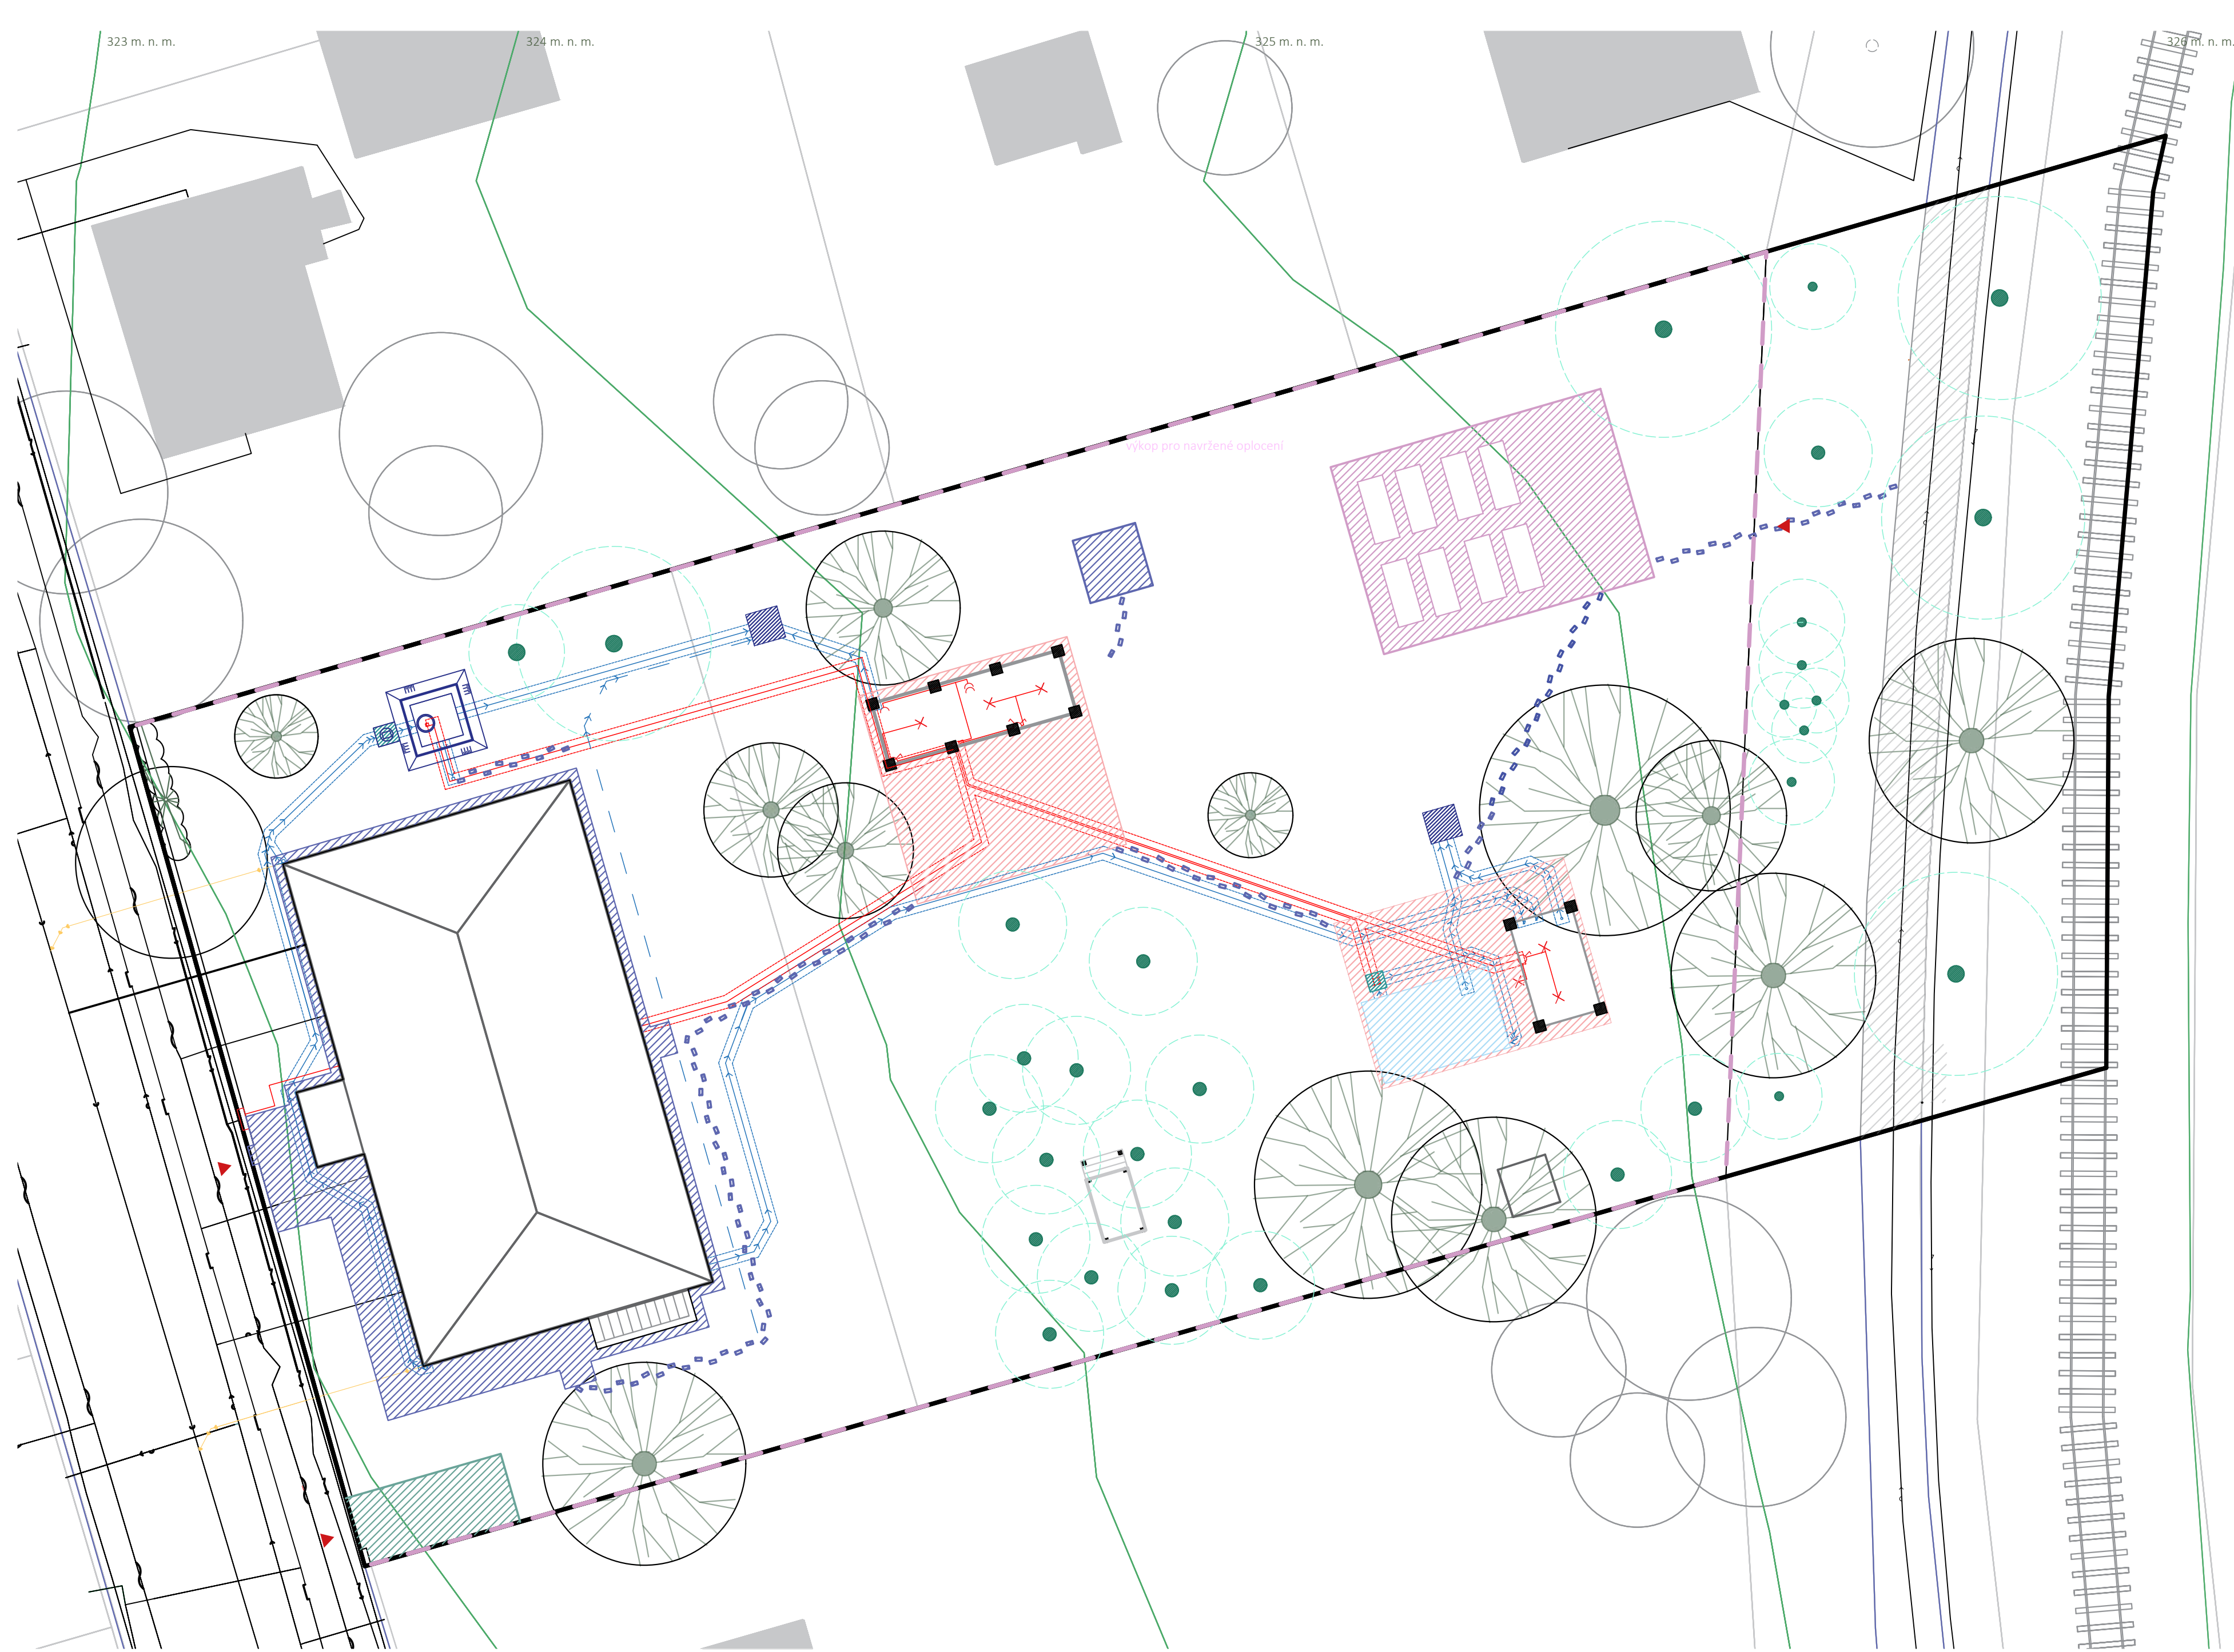 323 m. n. m.
324 m. n. m.
325 m. n. m.
326 m. n. m.
výkop pro navržené oplocení